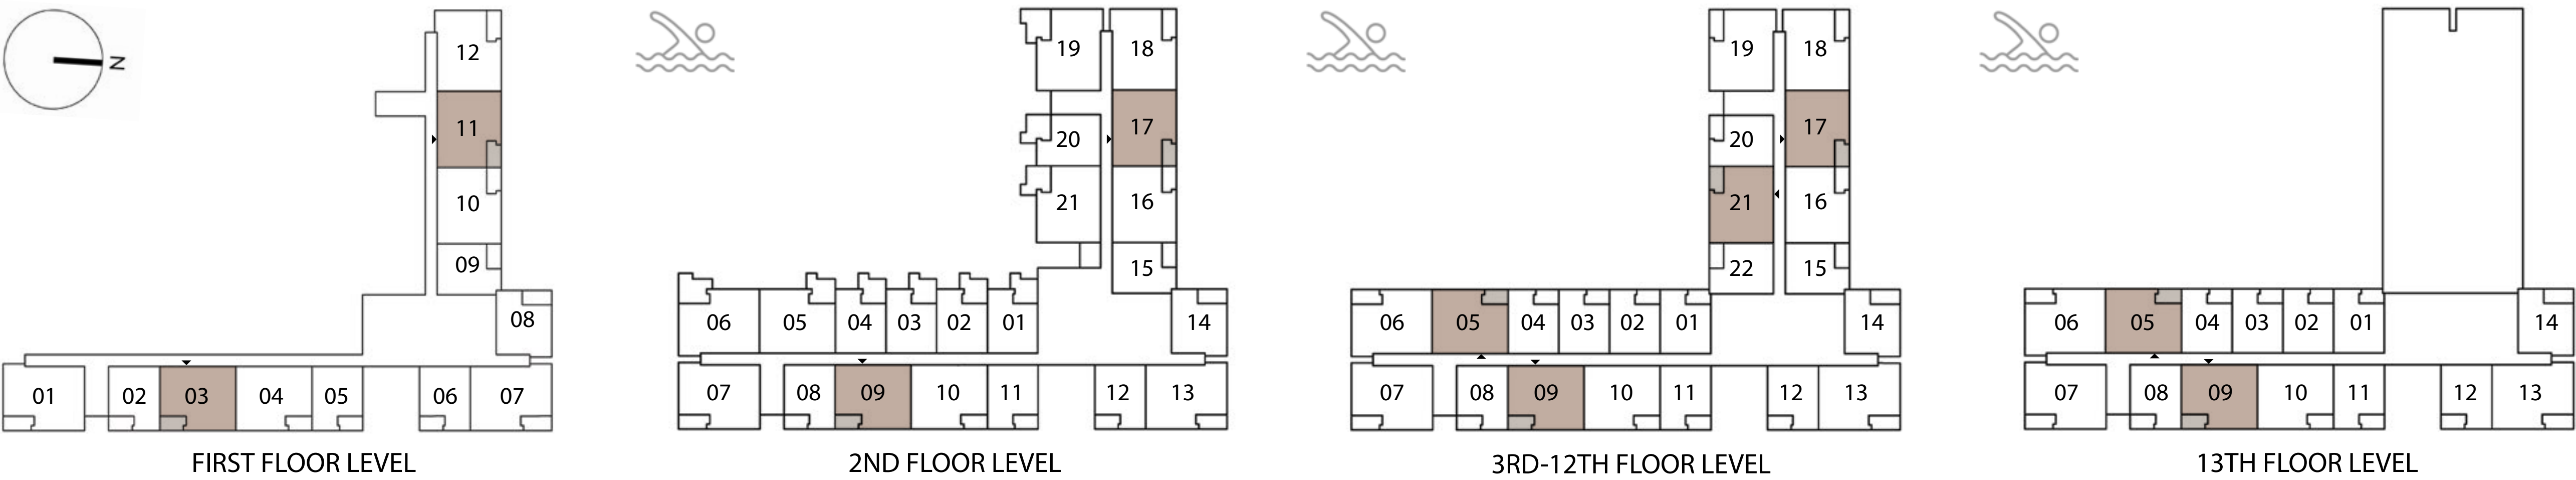 N
12
11
10
09
08
01 02 03 04 05 06 07
FIRST FLOOR LEVEL
19 18
20 17
21 16
15
06 05 04 03 02 01 14
07 08 09 10 11 12 13
2ND FLOOR LEVEL
19 18
20 17
21 16
22 15
06 05 04 03 02 01 14
07 08 09 10 11 12 13
3RD-12TH FLOOR LEVEL
06 05 04 03 02 01 14
07 08 09 10 11 12 13
13TH FLOOR LEVEL